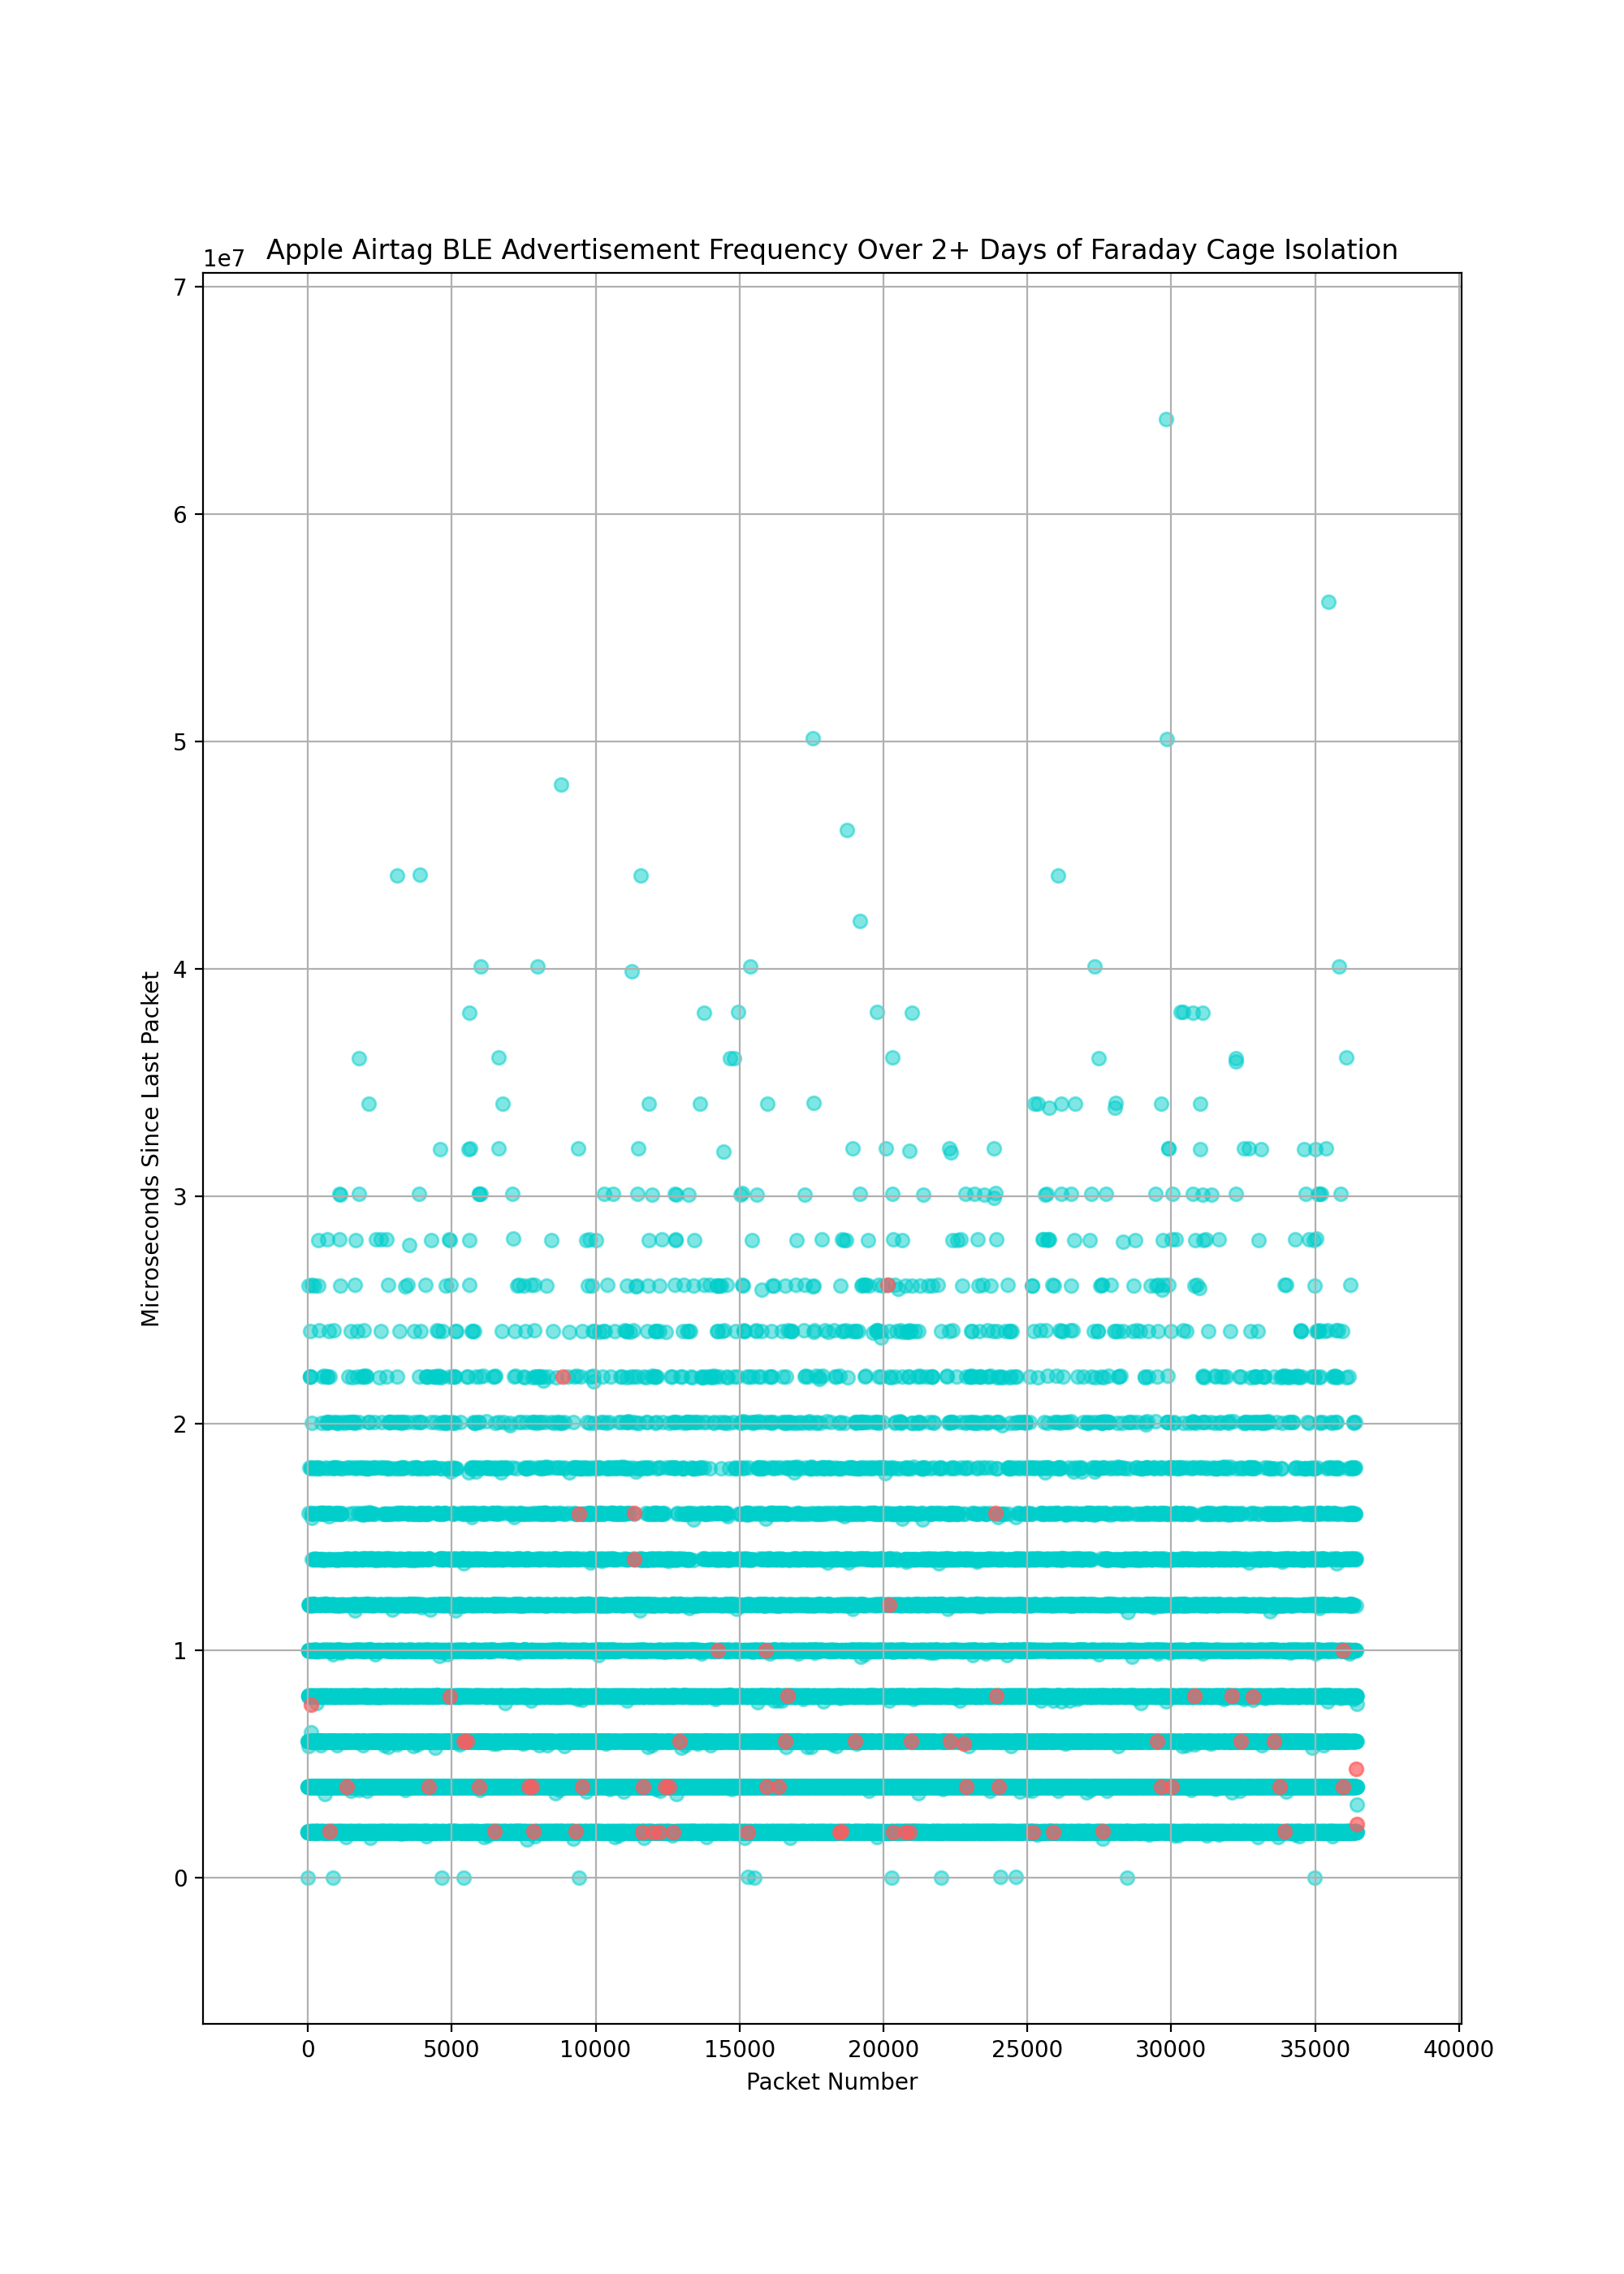 Apple Airtag BLE Advertisement Frequency Over 2+ Days of Faraday Cage Isolation
1e7
7
6
5
4
3
2
1
0
Microseconds Since Last Packet
0 5000 10000 15000 20000 25000 30000 35000 40000
Packet Number